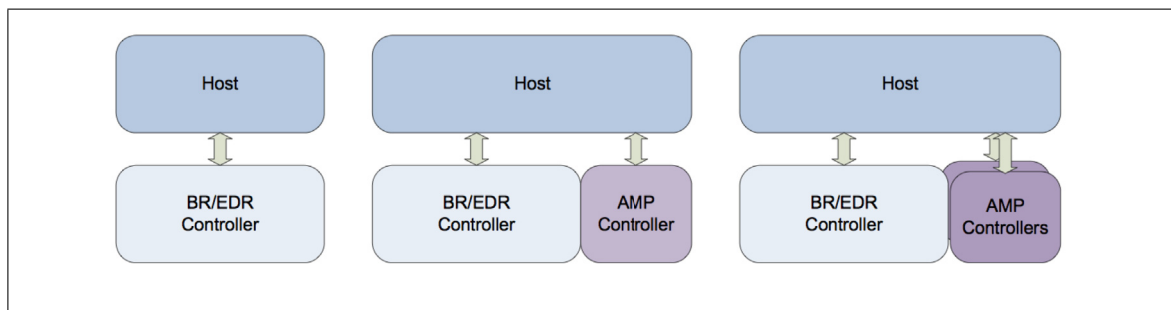 Host
Host
Host
BR/EDR
Controller
BR/EDR
Controller
AMP
Controller
BR/EDR
Controller
AMP
Controllers